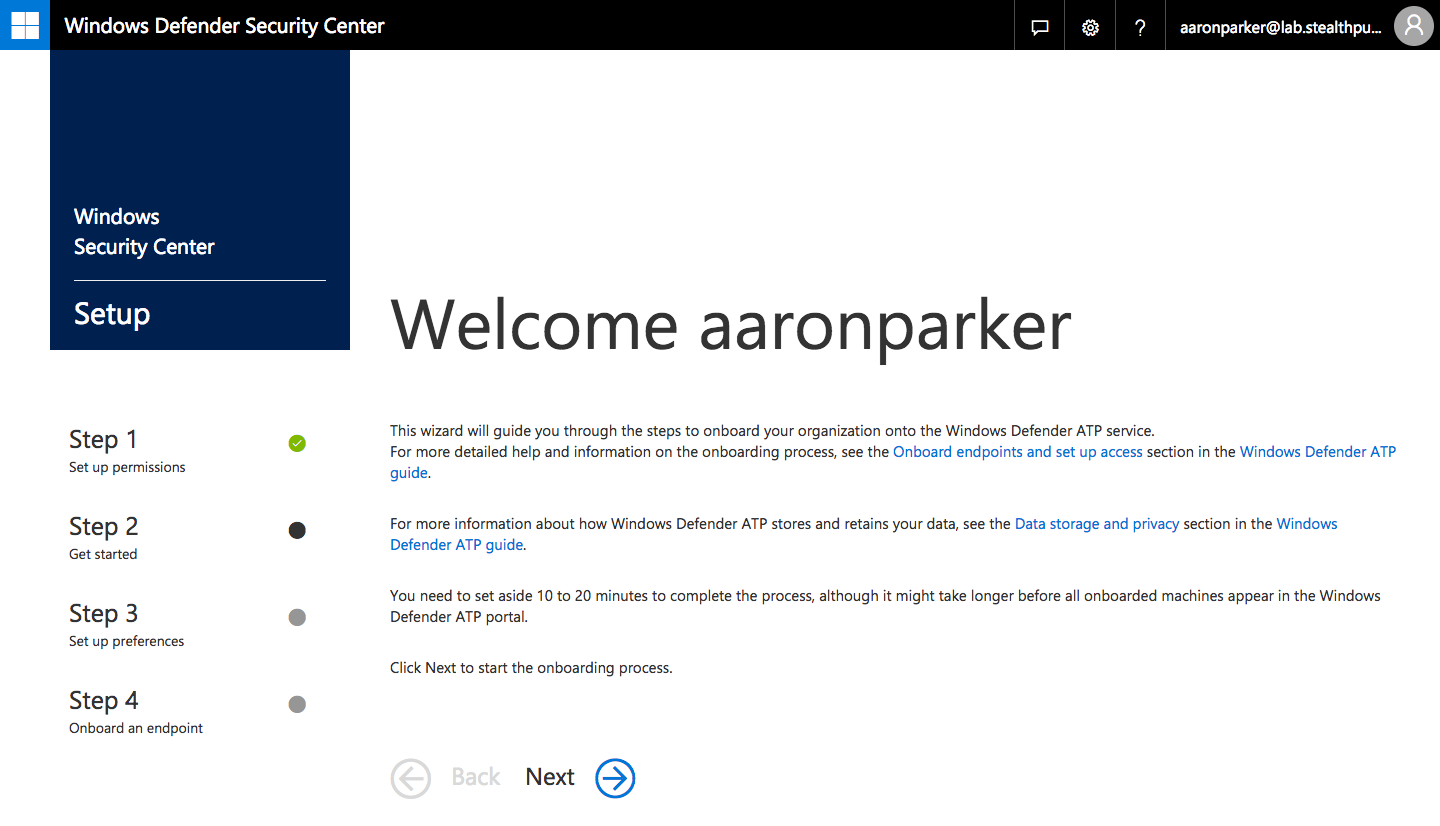 Windows Defender Security Center
?
aaronparker@lab.stealthpu...
Windows
Security Center
Setup
Welcome aaronparker
Step 1
Set up permissions
Step 2
Get started
Step 3
Set up preferences
Step 4
Onboard an endpoint
This wizard will guide you through the steps to onboard your organization onto the Windows Defender ATP service.
For more detailed help and information on the onboarding process, see the Onboard endpoints and set up access section in the Windows Defender ATP
guide.
For more information about how Windows Defender ATP stores and retains your data, see the Data storage and privacy section in the Windows
Defender ATP guide.
You need to set aside 10 to 20 minutes to complete the process, although it might take longer before all onboarded machines appear in the Windows
Defender ATP portal.
Click Next to start the onboarding process.
Back Next